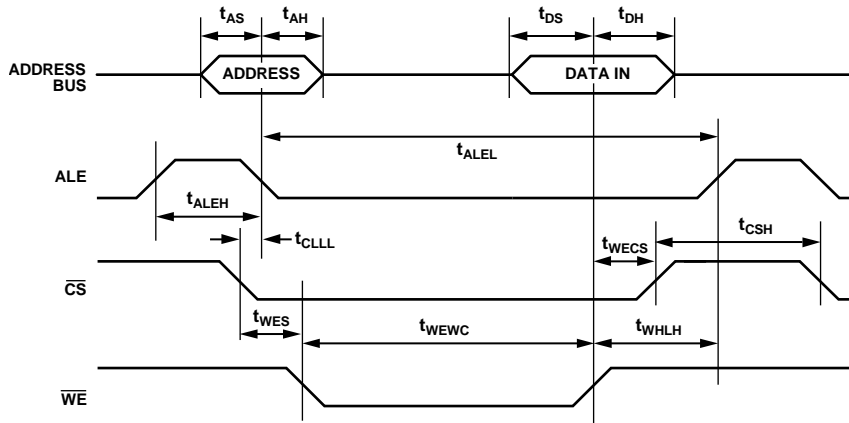 tAS tAH tDS tDH
ADDRESS
BUS
ADDRESS DATA IN
tALEL
ALE
tALEH
tCLLL
tWECS tCSH
CS
tWES tWEWC tWHLH
WE